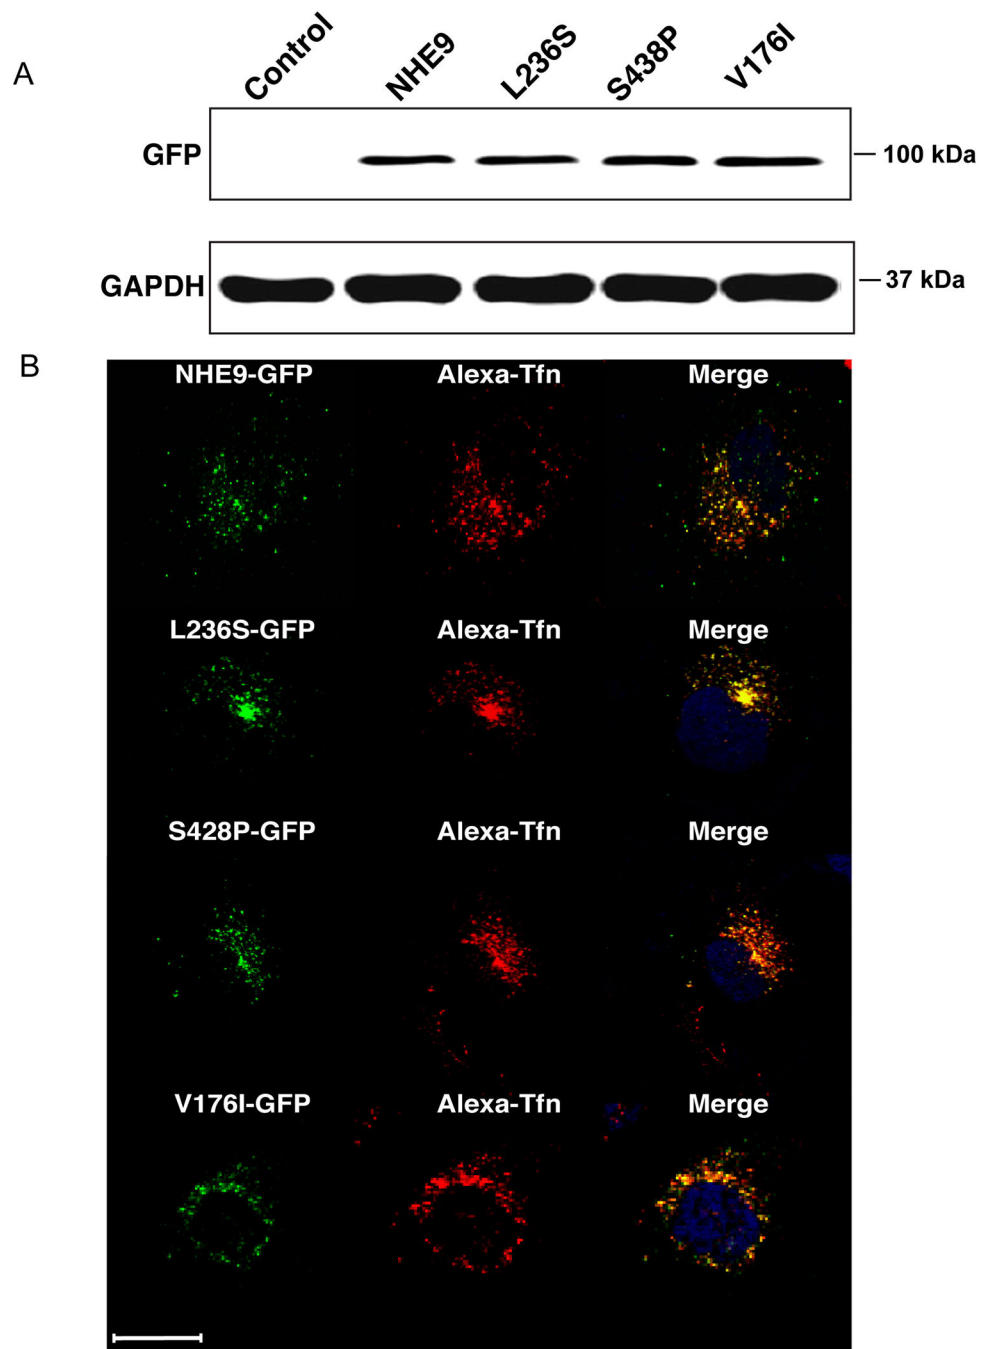 A
Control NHE9 L236S S438P V176I
GFP
100 kDa
GAPDH
37 kDa
B
NHE9-GFP Alexa-Tfn Merge
L236S-GFP Alexa-Tfn Merge
S428P-GFP Alexa-Tfn Merge
V176I-GFP Alexa-Tfn Merge